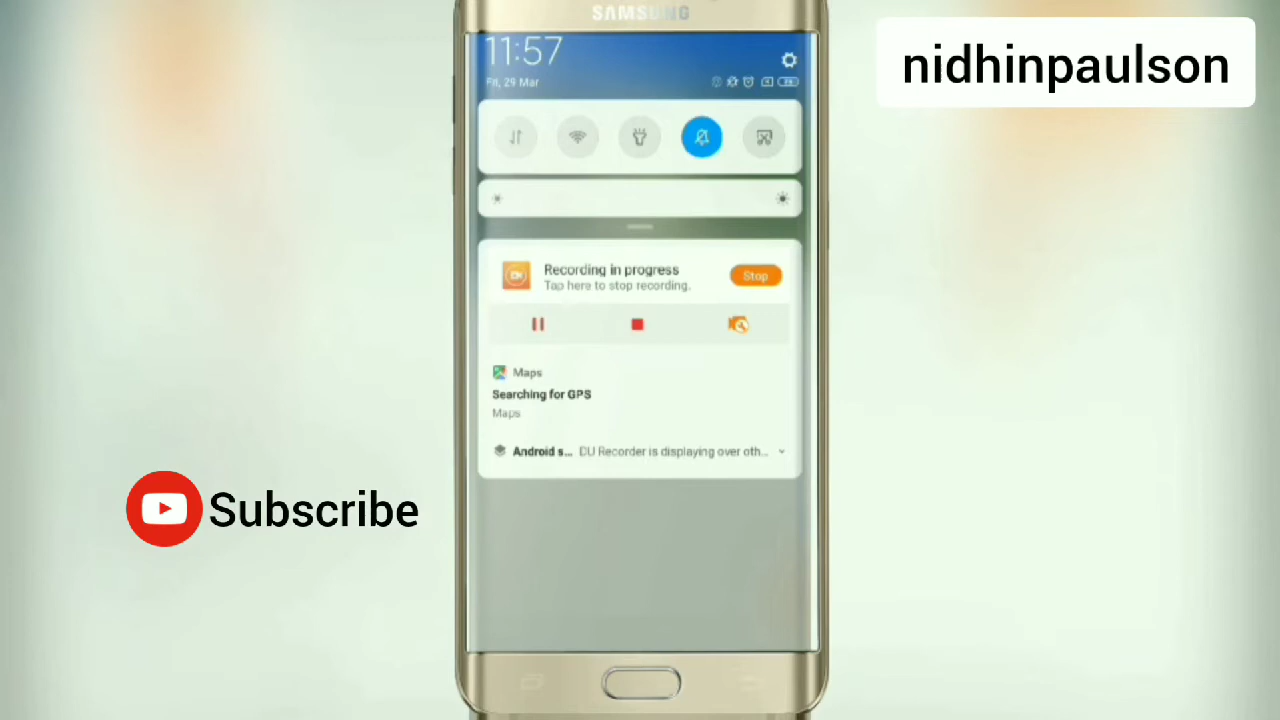 SAMSUNG
nidhinpaulson
11:57
Fri, 29 Mar
Recording in progress
Tap here to stop recording.
Stop
Maps
Searching for GPS
Maps
Android s... DU Recorder is displaying over oth...
Subscribe